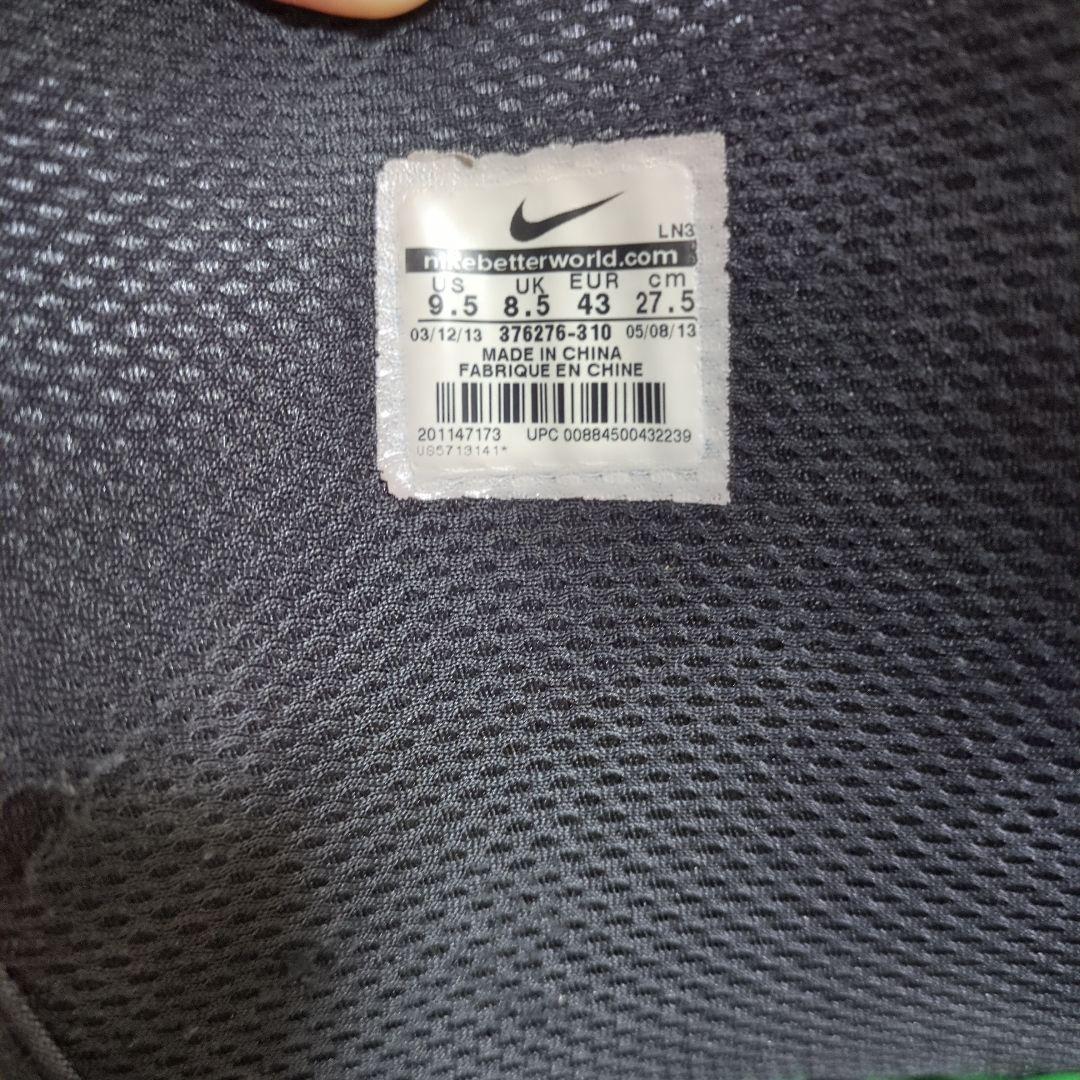 LN3
nikebetterworld.com
US UK EUR cm
9.5 8.5 43 27.5
03/12/13 376276-310 05/08/13
MADE IN CHINA
FABRIQUE EN CHINE
201147173 UPC 00884500432239
US5713141*